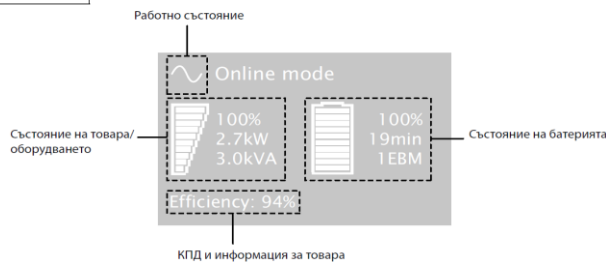 Работно състояние
Online mode
Състояние на товара/
оборудването
100%
2.7kW
3.0kVA
100%
19min
1EBM
Състояние на батерията
Efficiency: 94%
КПД и информация за товара